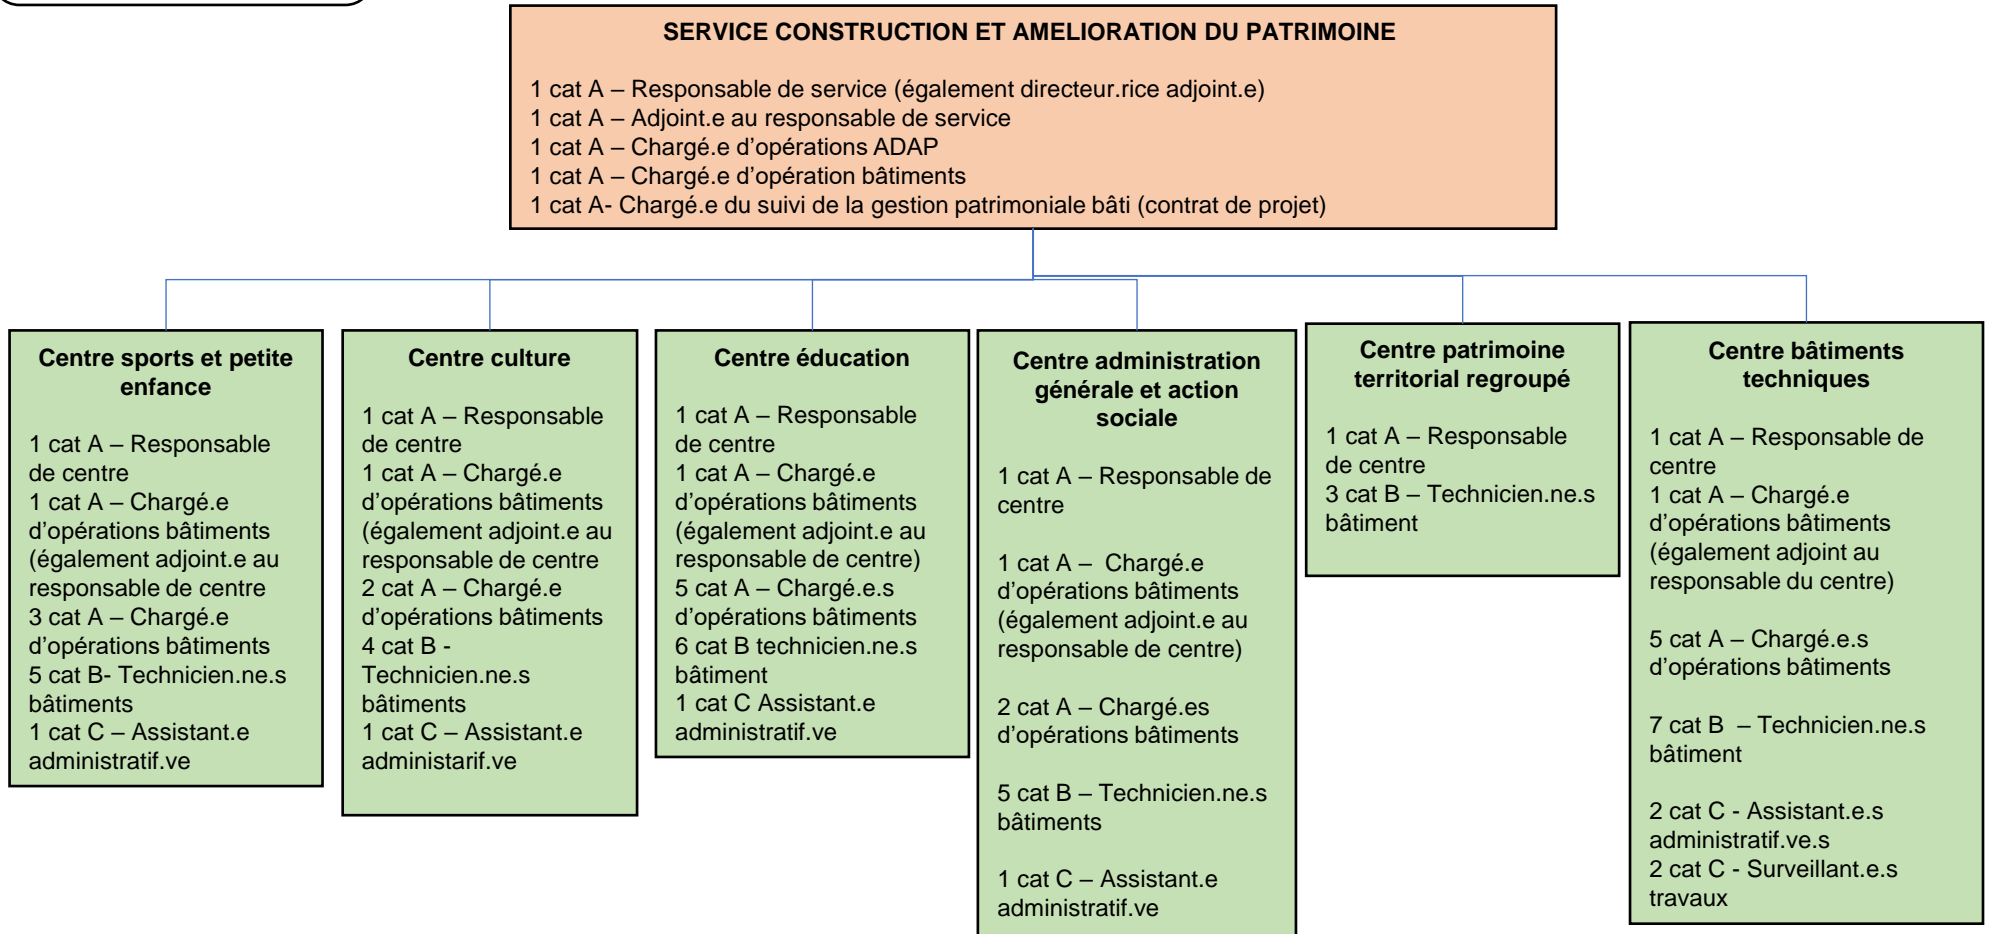 SERVICE CONSTRUCTION ET AMELIORATION DU PATRIMOINE
1 cat A – Responsable de service (également directeur.rice adjoint.e)
1 cat A – Adjoint.e au responsable de service
1 cat A – Chargé.e d'opérations ADAP
1 cat A – Chargé.e d'opération bâtiments
1 cat A- Chargé.e du suivi de la gestion patrimoniale bâti (contrat de projet)
Centre sports et petite
enfance
1 cat A – Responsable
de centre
1 cat A – Chargé.e
d'opérations bâtiments
(également adjoint.e au
responsable de centre
3 cat A – Chargé.e
d'opérations bâtiments
5 cat B- Technicien.ne.s
bâtiments
1 cat C – Assistant.e
administratif.ve
Centre culture
1 cat A – Responsable
de centre
1 cat A – Chargé.e
d'opérations bâtiments
(également adjoint.e au
responsable de centre
2 cat A – Chargé.e
d'opérations bâtiments
4 cat B -
Technicien.ne.s
bâtiments
1 cat C – Assistant.e
administarif.ve
Centre éducation
1 cat A – Responsable
de centre
1 cat A – Chargé.e
d'opérations bâtiments
(également adjoint.e au
responsable de centre)
5 cat A – Chargé.e.s
d'opérations bâtiments
6 cat B technicien.ne.s
bâtiment
1 cat C Assistant.e
administratif.ve
Centre administration
générale et action
sociale
1 cat A – Responsable de
centre
1 cat A –  Chargé.e
d'opérations bâtiments
(également adjoint.e au
responsable de centre)
2 cat A – Chargé.es
d'opérations bâtiments
5 cat B – Technicien.ne.s
bâtiments
1 cat C – Assistant.e
administratif.ve
Centre patrimoine
territorial regroupé
1 cat A – Responsable
de centre
3 cat B – Technicien.ne.s
bâtiment
Centre bâtiments
techniques
1 cat A – Responsable de
centre
1 cat A – Chargé.e
d'opérations bâtiments
(également adjoint au
responsable du centre)
5 cat A – Chargé.e.s
d'opérations bâtiments
7 cat B  – Technicien.ne.s
bâtiment
2 cat C - Assistant.e.s
administratif.ve.s
2 cat C - Surveillant.e.s
travaux